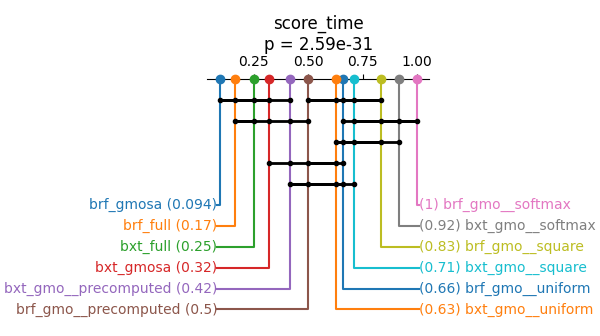 score_time
p = 2.59e-31
0.25 0.50 0.75 1.00
brf_gmosa (0.094) (1) brf_gmo__softmax
brf_full (0.17) (0.92) bxt_gmo__softmax
bxt_full (0.25) (0.83) brf_gmo__square
bxt_gmosa (0.32) (0.71) bxt_gmo__square
bxt_gmo__precomputed (0.42) (0.66) brf_gmo__uniform
brf_gmo__precomputed (0.5) (0.63) bxt_gmo__uniform